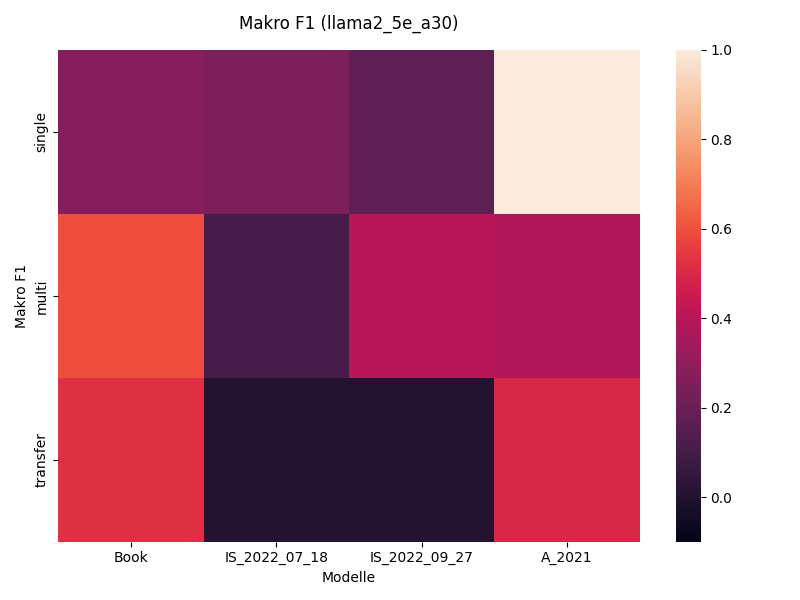 Makro F1 (llama2_5e_a30)
Makro F1
single
multi
transfer
Book
IS_2022_07_18
IS_2022_09_27
A_2021
Modelle
1.0
0.8
0.6
0.4
0.2
0.0